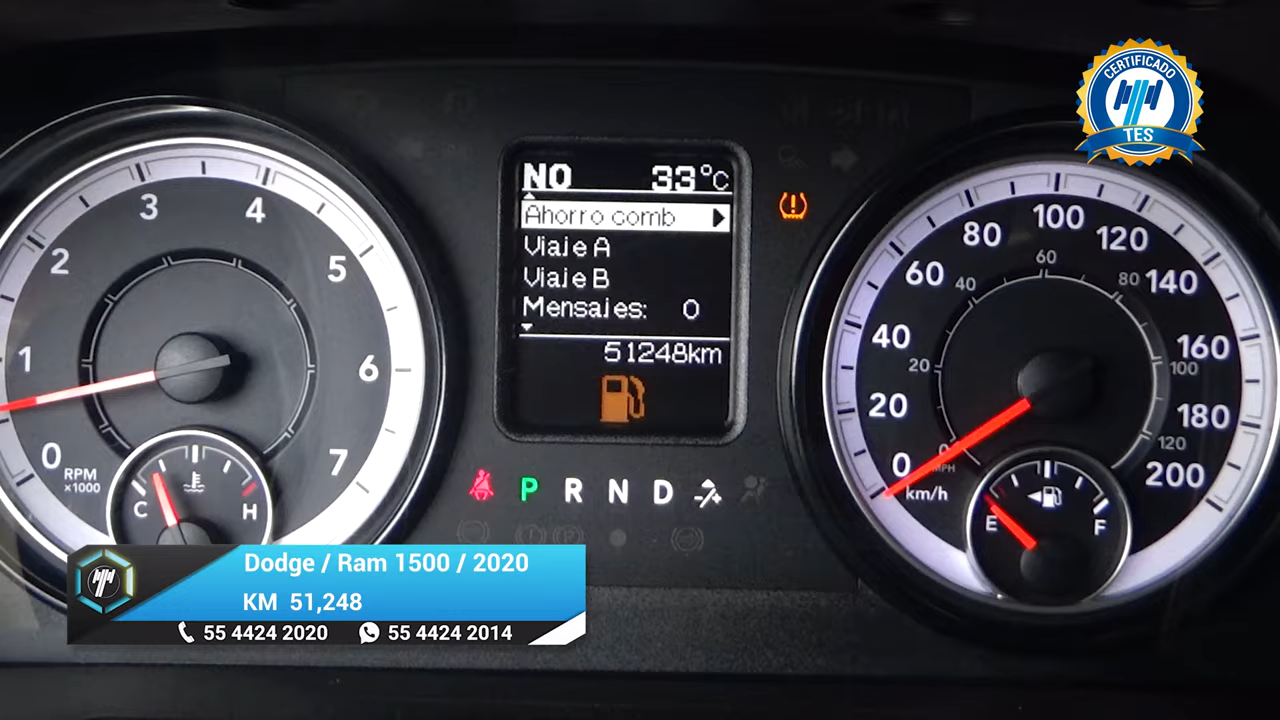 CERTIFICADO
TES
NO 33°C
Ahorro comb
Viaje A
Viaje B
Mensajes: 0
51248km
0 1 2 3 4 5 6 7
RPM
x1000
C H
P R N D
0 20 40 60 80 100 120 140 160 180 200
km/h
0 20 40 60 80 100 120
MPH
E F
Dodge / Ram 1500 / 2020
KM 51,248
55 4424 2020 55 4424 2014